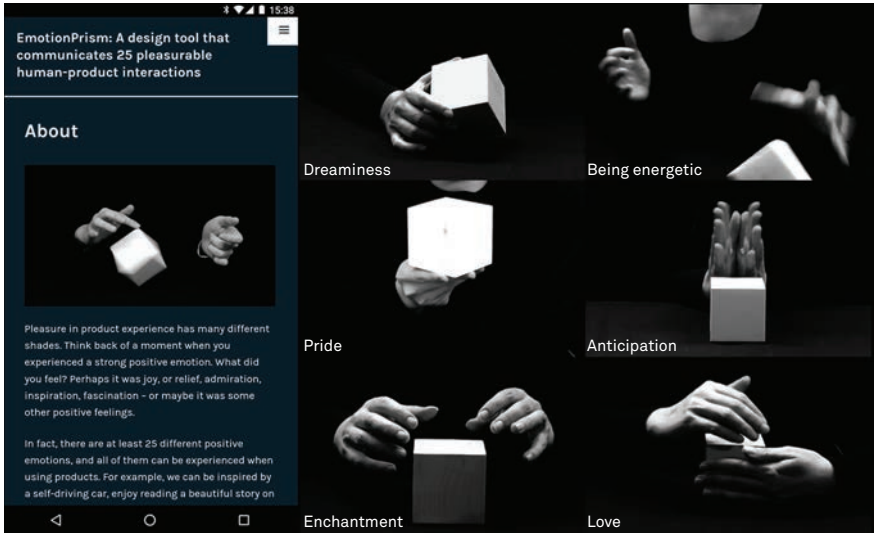 15:38
EmotionPrism: A design tool that
communicates 25 pleasurable
human-product interactions
About
Pleasure in product experience has many different
shades. Think back of a moment when you
experienced a strong positive emotion. What did
you feel? Perhaps it was joy, or relief, admiration,
inspiration, fascination – or maybe it was some
other positive feelings.
In fact, there are at least 25 different positive
emotions, and all of them can be experienced when
using products. For example, we can be inspired by
a self-driving car, enjoy reading a beautiful story on
Dreaminess
Being energetic
Pride
Anticipation
Enchantment
Love